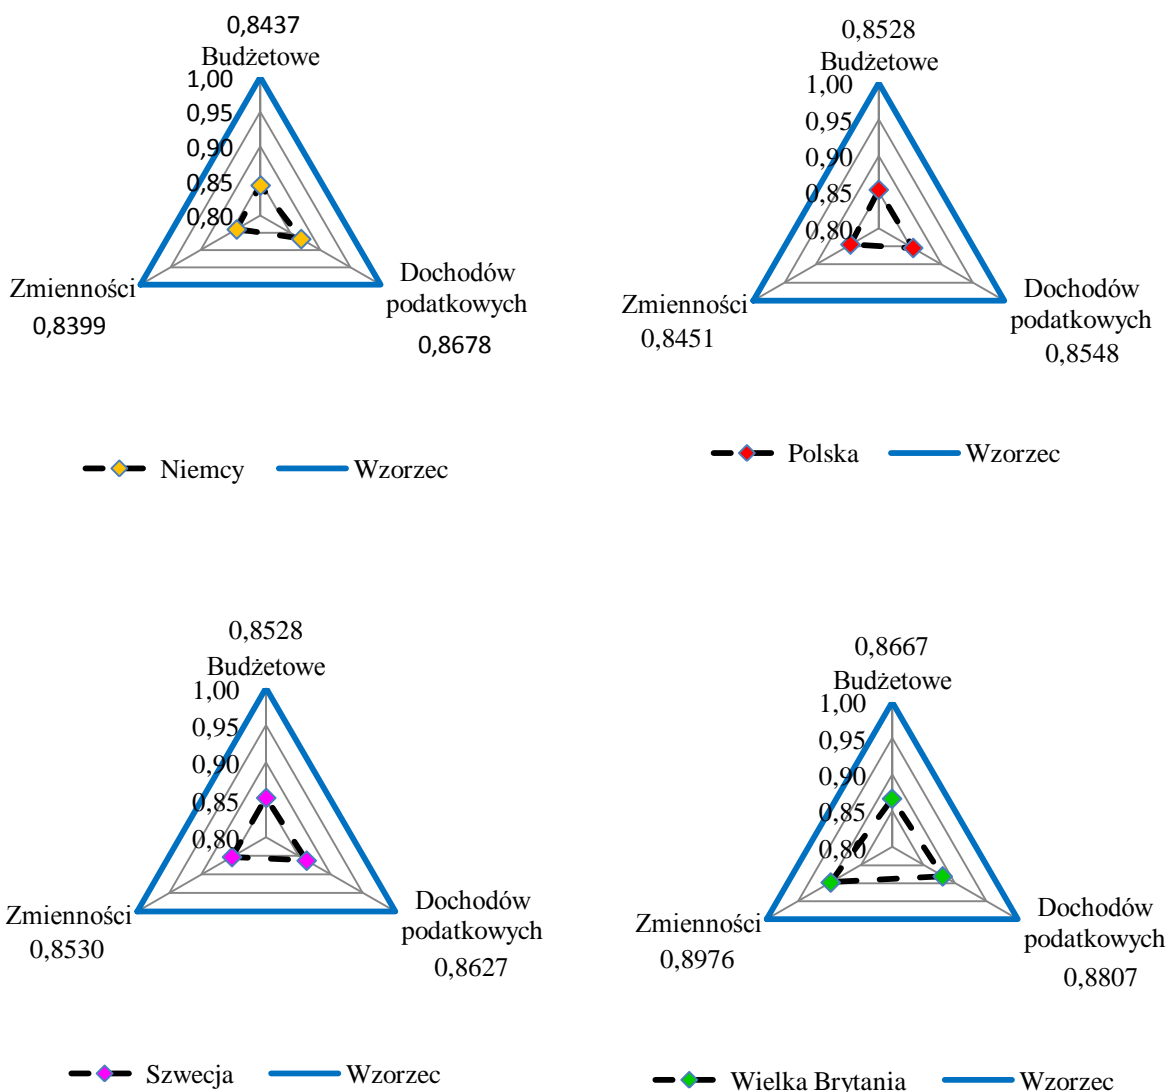 0,8437
Budżetowe
1,00
0,95
0,90
0,85
0,80
Zmienności
0,8399
Dochodów
podatkowych
0,8678
Niemcy
Wzorzec
0,8528
Budżetowe
1,00
0,95
0,90
0,85
0,80
Zmienności
0,8451
Dochodów
podatkowych
0,8548
Polska
Wzorzec
0,8528
Budżetowe
1,00
0,95
0,90
0,85
0,80
Zmienności
0,8530
Dochodów
podatkowych
0,8627
Szwecja
Wzorzec
0,8667
Budżetowe
1,00
0,95
0,90
0,85
0,80
Zmienności
0,8976
Dochodów
podatkowych
0,8807
Wielka Brytania
Wzorzec